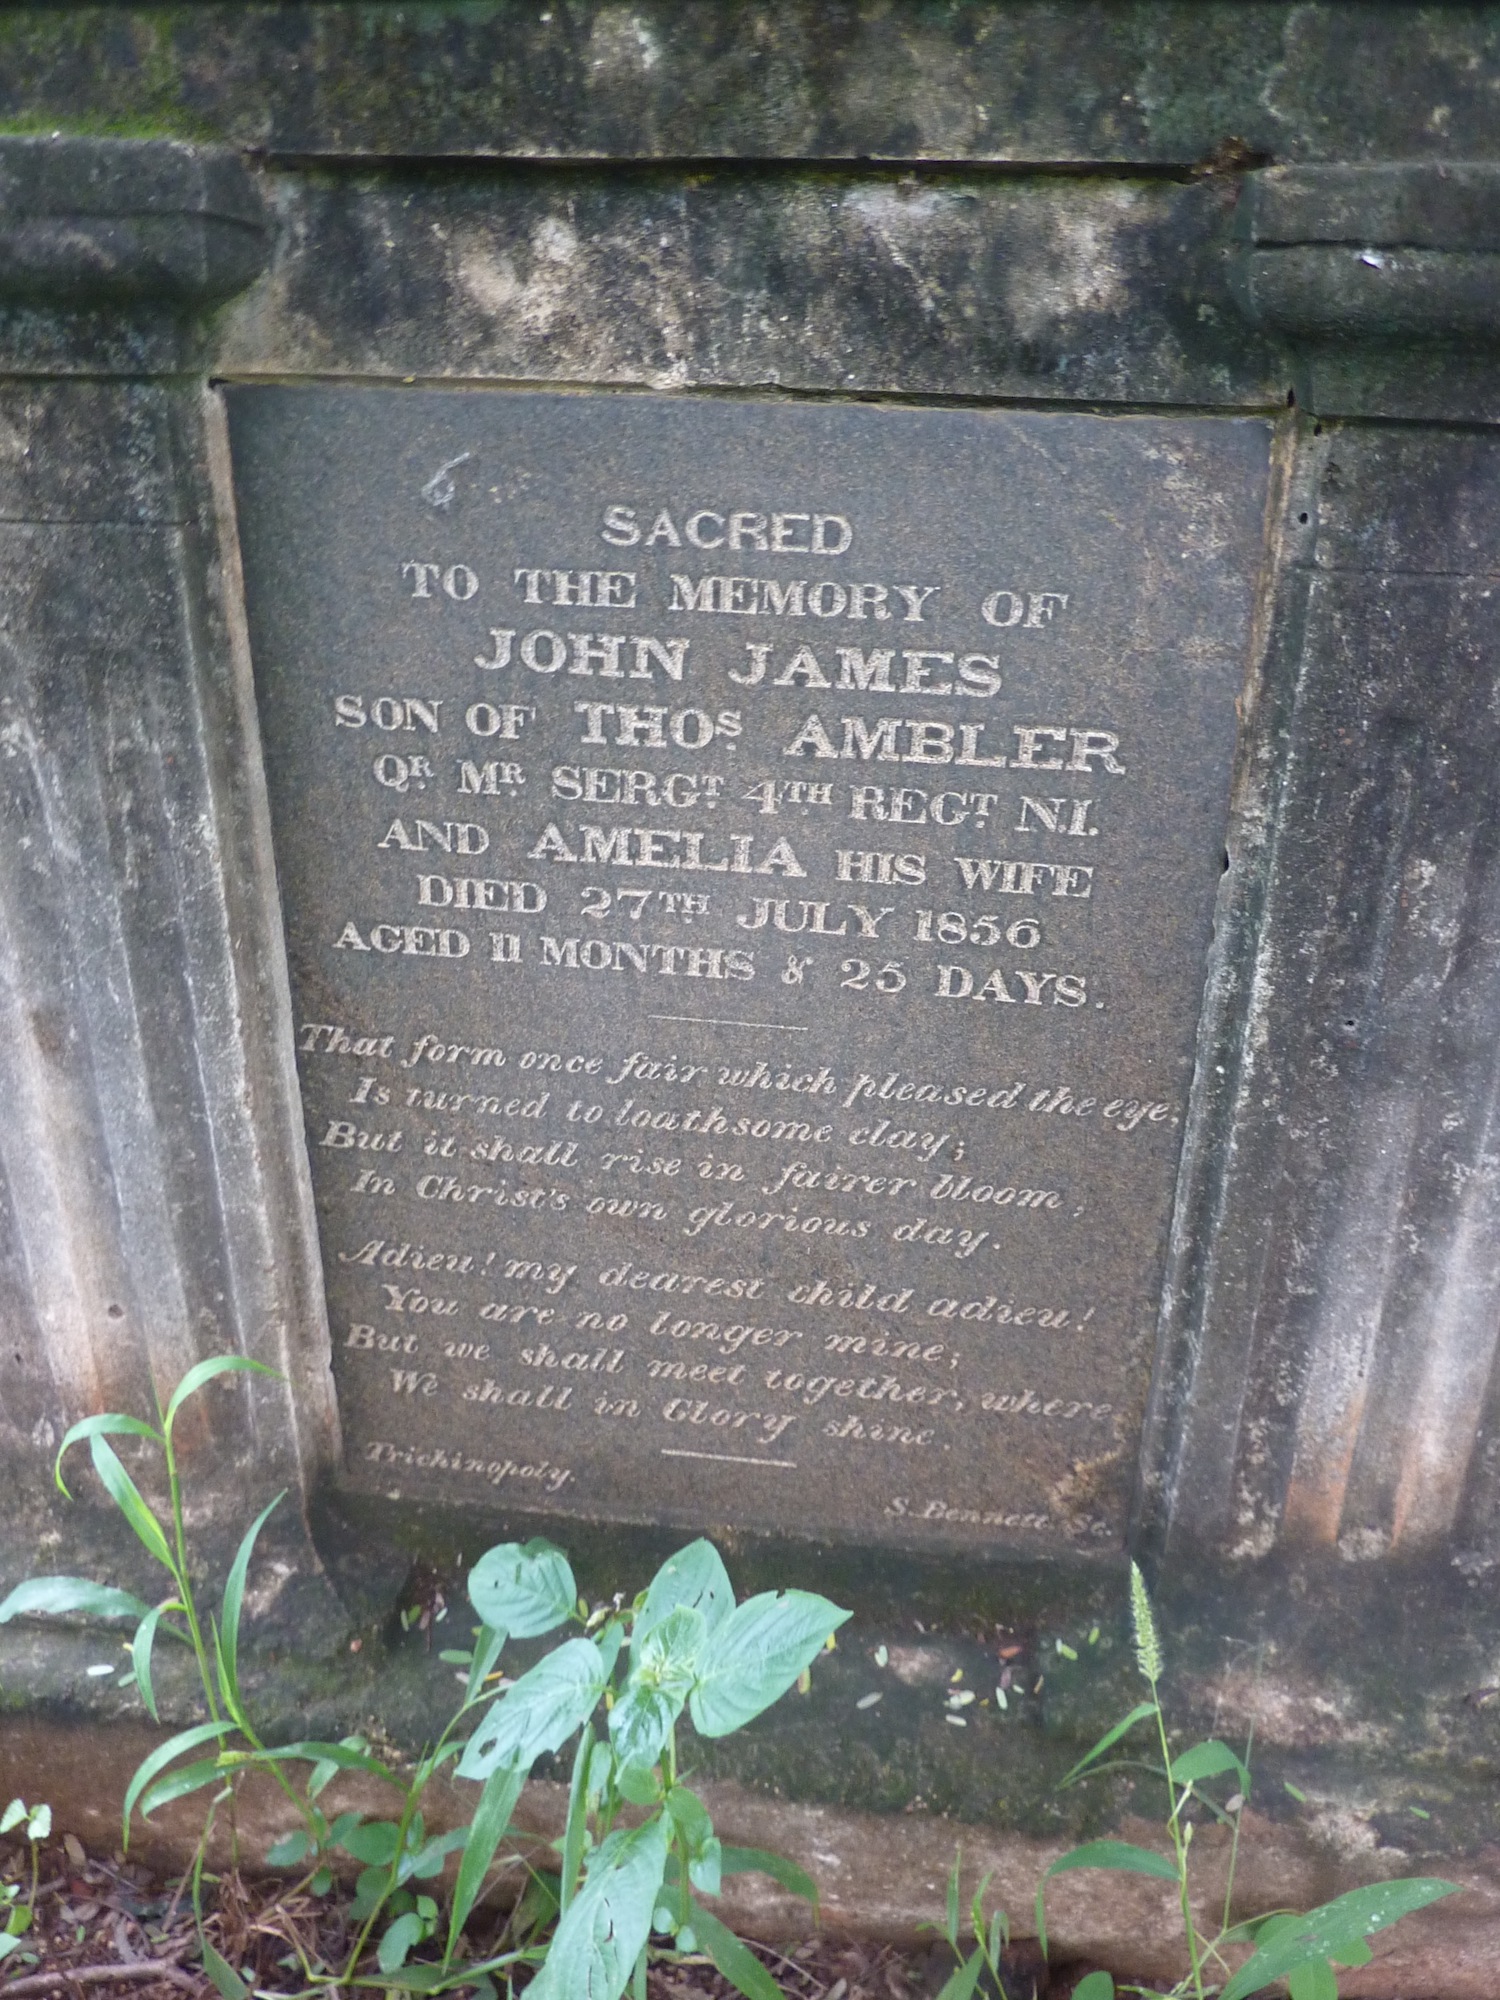 SACRED
TO THE MEMORY OF
JOHN JAMES
SON OF THOS. AMBLER
QR. MR. SERGT. 4TH REGT. N.I.
AND AMELIA HIS WIFE
DIED 27TH JULY 1856
AGED 11 MONTHS & 25 DAYS.
That form once fair which pleased the eye,
Is turned to loathsome clay;
But it shall rise in fairer bloom,
In Christ's own glorious day.
Adieu! my dearest child adieu!
You are no longer mine;
But we shall meet together, where
We shall in Glory shine.
Trichinopoly.
S. Bennett. Sc.